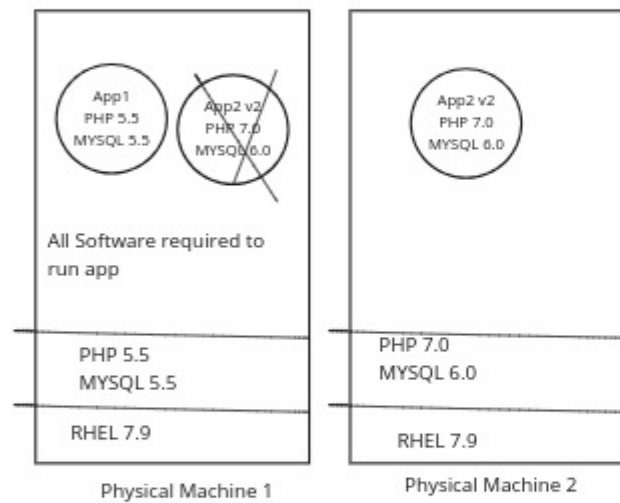 App1
PHP 5.5
MYSQL 5.5
App2 v2
PHP 7.0
MYSQL 6.0
All Software required to
run app
PHP 5.5
MYSQL 5.5
RHEL 7.9
Physical Machine 1
App2 v2
PHP 7.0
MYSQL 6.0
PHP 7.0
MYSQL 6.0
RHEL 7.9
Physical Machine 2